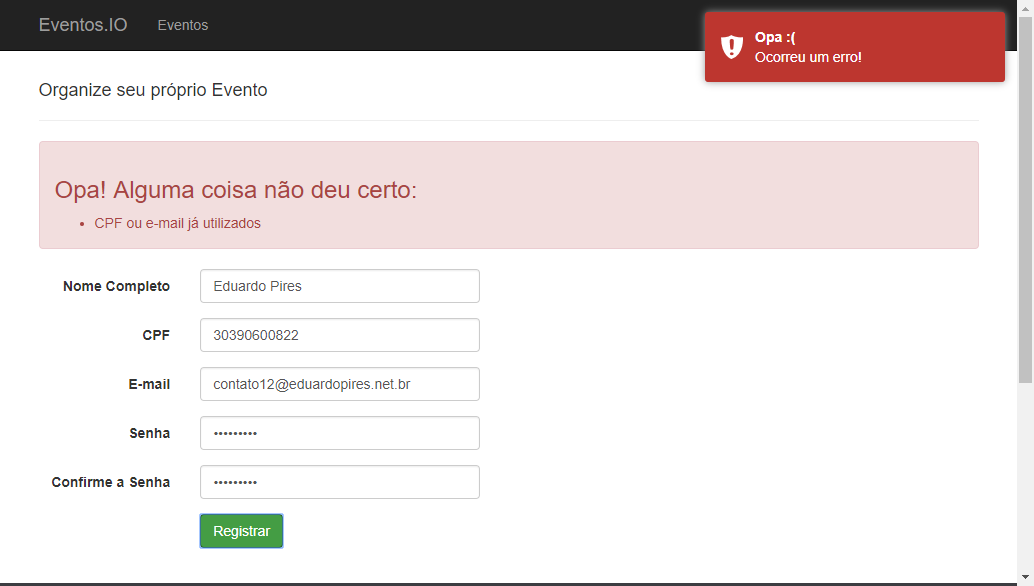 Eventos.IO Eventos
Opa :(
Ocorreu um erro!
Organize seu próprio Evento
Opa! Alguma coisa não deu certo:
• CPF ou e-mail já utilizados
Nome Completo Eduardo Pires
CPF 30390600822
E-mail contato12@eduardopires.net.br
Senha •••••••••
Confirme a Senha •••••••••
Registrar